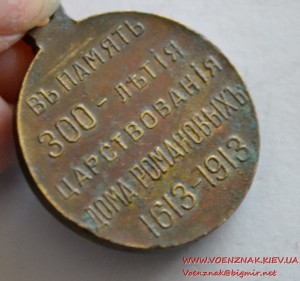 ВЪ ПАМЯТЬ
300-ЛѢТІЯ
ЦАРСТВОВАНІЯ
ДОМА РОМАНОВЫХЪ
1613-1913
WWW.VOENZNAK.KIEV.UA
Voenznak@bigmir.net